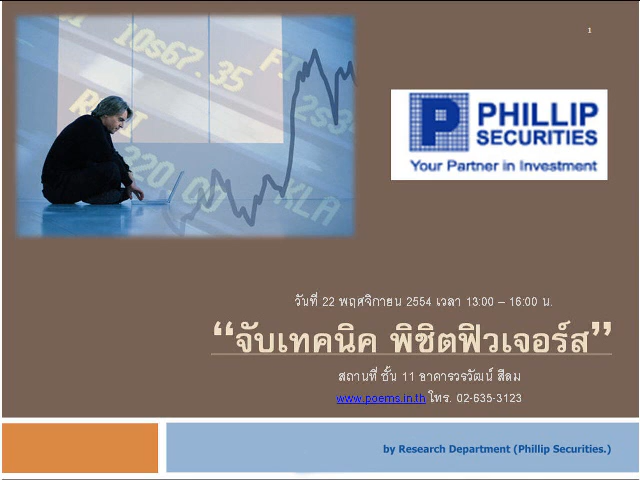 1
10s67.35
PHILLIP
SECURITIES
Your Partner in Investment
วันที่ 22 พฤศจิกายน 2554 เวลา 13:00 – 16:00 น.
“จับเทคนิค พิชิตฟิวเจอร์ส”
สถานที่ ชั้น 11 อาคารวรวัฒน์ สีลม
www.poems.in.th โทร. 02-635-3123
by Research Department (Phillip Securities.)